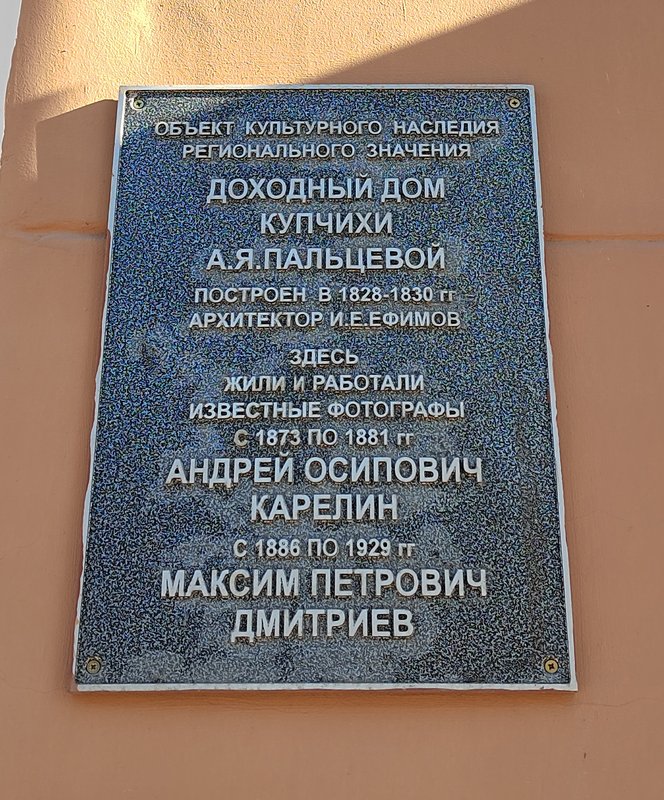 ОБЪЕКТ КУЛЬТУРНОГО НАСЛЕДИЯ
РЕГИОНАЛЬНОГО ЗНАЧЕНИЯ
ДОХОДНЫЙ ДОМ
КУПЧИХИ
А.Я.ПАЛЬЦЕВОЙ
ПОСТРОЕН В 1828-1830 гг
АРХИТЕКТОР И.Е.ЕФИМОВ
ЗДЕСЬ
ЖИЛИ И РАБОТАЛИ
ИЗВЕСТНЫЕ ФОТОГРАФЫ
С 1873 ПО 1881 гг
АНДРЕЙ ОСИПОВИЧ
КАРЕЛИН
С 1886 ПО 1929 гг
МАКСИМ ПЕТРОВИЧ
ДМИТРИЕВ